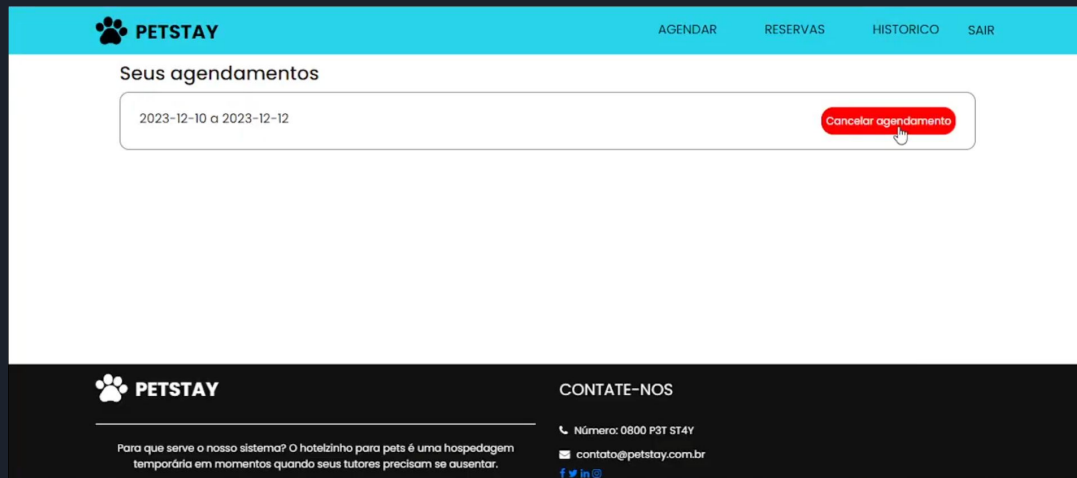 PETSTAY
AGENDAR
RESERVAS
HISTORICO
SAIR
Seus agendamentos
2023-12-10 a 2023-12-12
Cancelar agendamento
PETSTAY
Para que serve o nosso sistema? O hotelzinho para pets é uma hospedagem
temporária em momentos quando seus tutores precisam se ausentar.
CONTATE-NOS
Número: 0800 P3T ST4Y
contato@petstay.com.br